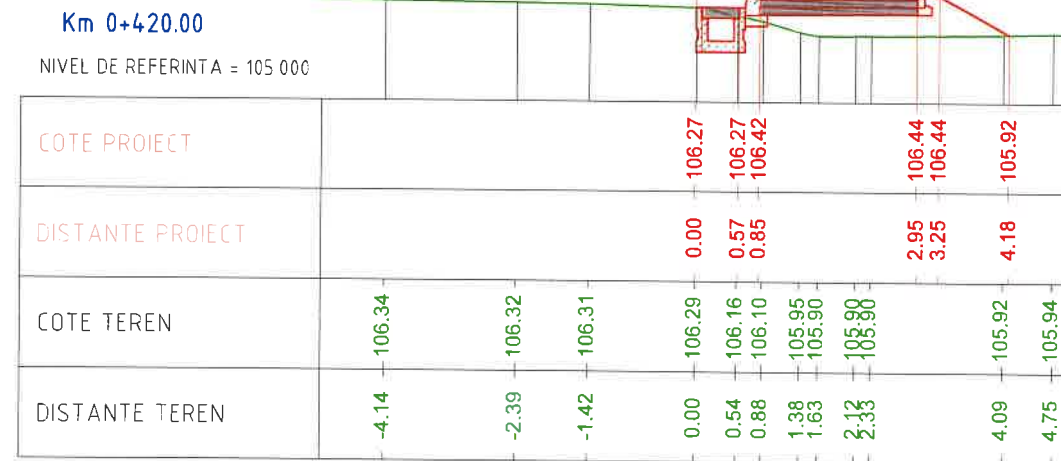 Km 0+420.00
NIVEL DE REFERINTA = 105 000
COTE PROIECT 106.27 106.27 106.42 106.44 106.44 105.92
DISTANTE PROIECT 0.00 0.57 0.85 2.95 3.25 4.18
COTE TEREN 106.34 106.32 106.31 106.29 106.16 106.10 105.95 105.90 105.90 105.90 105.92 105.94
DISTANTE TEREN -4.14 -2.39 -1.42 0.00 0.54 0.88 1.38 1.63 2.12 2.33 4.09 4.75